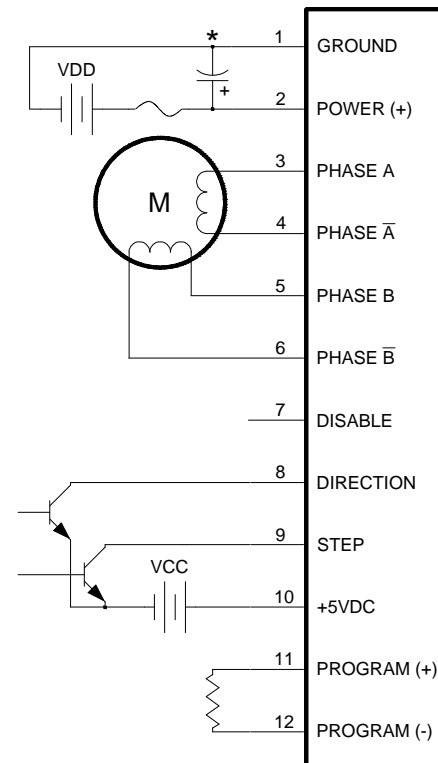 * 1 GROUND
VDD
+
2 POWER (+)
3 PHASE A
M
4 PHASE A̅
5 PHASE B
6 PHASE B̅
7 DISABLE
8 DIRECTION
9 STEP
VCC
10 +5VDC
11 PROGRAM (+)
12 PROGRAM (-)